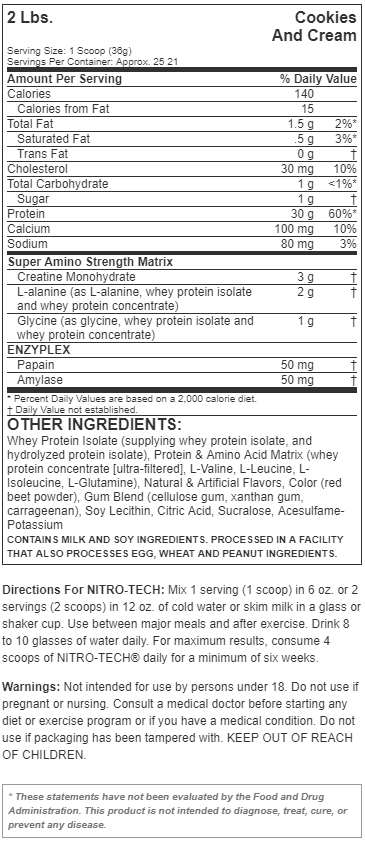 2 Lbs. Cookies
And Cream
Serving Size: 1 Scoop (36g)
Servings Per Container: Approx. 25 21
Amount Per Serving % Daily Value
Calories 140
Calories from Fat 15
Total Fat 1.5 g 2%*
Saturated Fat .5 g 3%*
Trans Fat 0 g †
Cholesterol 30 mg 10%
Total Carbohydrate 1 g <1%*
Sugar 1 g †
Protein 30 g 60%*
Calcium 100 mg 10%
Sodium 80 mg 3%
Super Amino Strength Matrix
Creatine Monohydrate 3 g †
L-alanine (as L-alanine, whey protein isolate 2 g †
and whey protein concentrate)
Glycine (as glycine, whey protein isolate and 1 g †
whey protein concentrate)
ENZYPLEX
Papain 50 mg †
Amylase 50 mg †
* Percent Daily Values are based on a 2,000 calorie diet.
† Daily Value not established.
OTHER INGREDIENTS:
Whey Protein Isolate (supplying whey protein isolate, and
hydrolyzed protein isolate), Protein & Amino Acid Matrix (whey
protein concentrate [ultra-filtered], L-Valine, L-Leucine, L-
Isoleucine, L-Glutamine), Natural & Artificial Flavors, Color (red
beet powder), Gum Blend (cellulose gum, xanthan gum,
carrageenan), Soy Lecithin, Citric Acid, Sucralose, Acesulfame-
Potassium
CONTAINS MILK AND SOY INGREDIENTS. PROCESSED IN A FACILITY
THAT ALSO PROCESSES EGG, WHEAT AND PEANUT INGREDIENTS.
Directions For NITRO-TECH: Mix 1 serving (1 scoop) in 6 oz. or 2
servings (2 scoops) in 12 oz. of cold water or skim milk in a glass or
shaker cup. Use between major meals and after exercise. Drink 8
to 10 glasses of water daily. For maximum results, consume 4
scoops of NITRO-TECH® daily for a minimum of six weeks.
Warnings: Not intended for use by persons under 18. Do not use if
pregnant or nursing. Consult a medical doctor before starting any
diet or exercise program or if you have a medical condition. Do not
use if packaging has been tampered with. KEEP OUT OF REACH
OF CHILDREN.
* These statements have not been evaluated by the Food and Drug
Administration. This product is not intended to diagnose, treat, cure, or
prevent any disease.